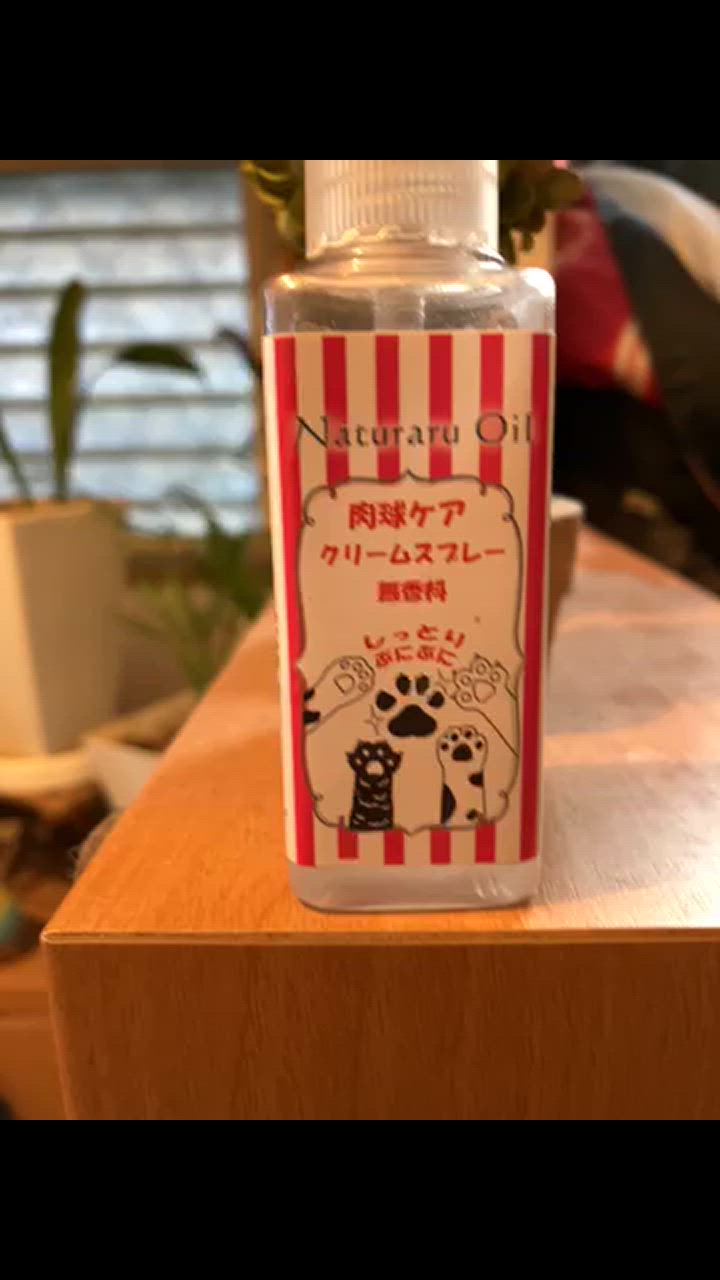 Naturaru Oil
肉球ケア
クリームスプレー
無香料
しっとり
ぷにぷに